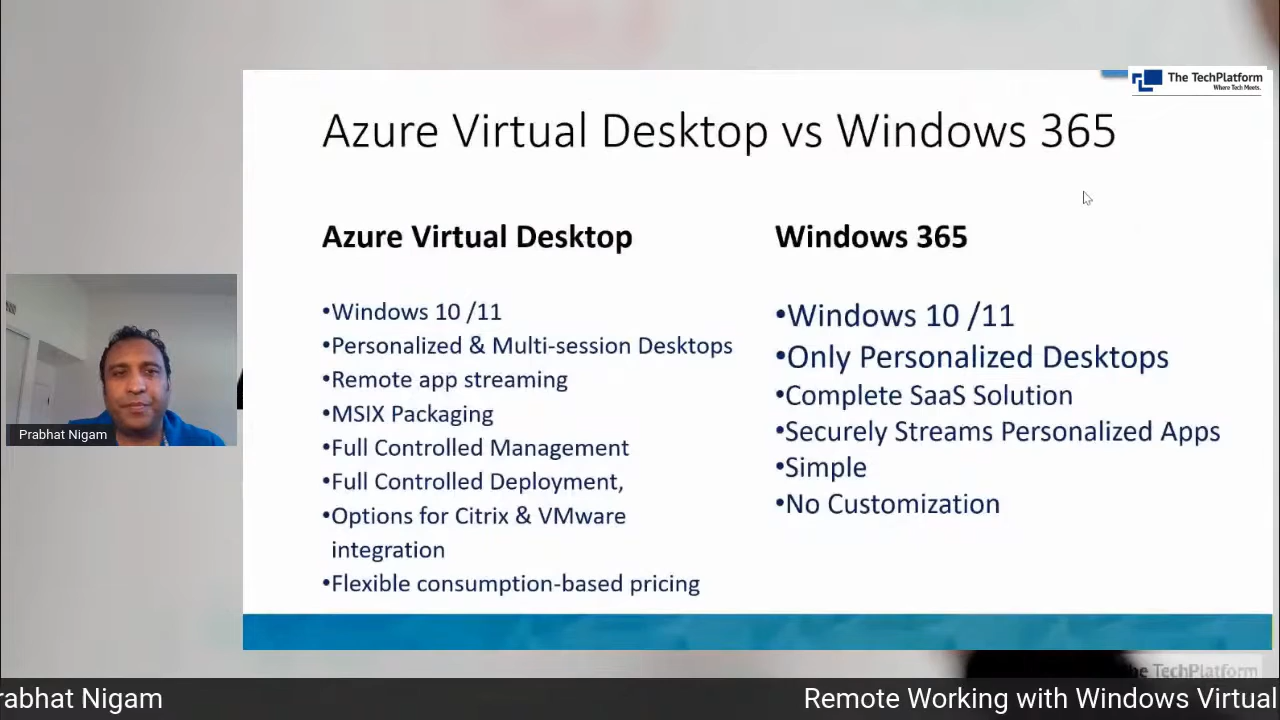 The TechPlatform
Where Tech Meets.
Azure Virtual Desktop vs Windows 365
Azure Virtual Desktop
•Windows 10 /11
•Personalized & Multi-session Desktops
•Remote app streaming
•MSIX Packaging
•Full Controlled Management
•Full Controlled Deployment,
•Options for Citrix & VMware
integration
•Flexible consumption-based pricing
Windows 365
•Windows 10 /11
•Only Personalized Desktops
•Complete SaaS Solution
•Securely Streams Personalized Apps
•Simple
•No Customization
Prabhat Nigam
The TechPlatform
rabhat Nigam
Remote Working with Windows Virtual